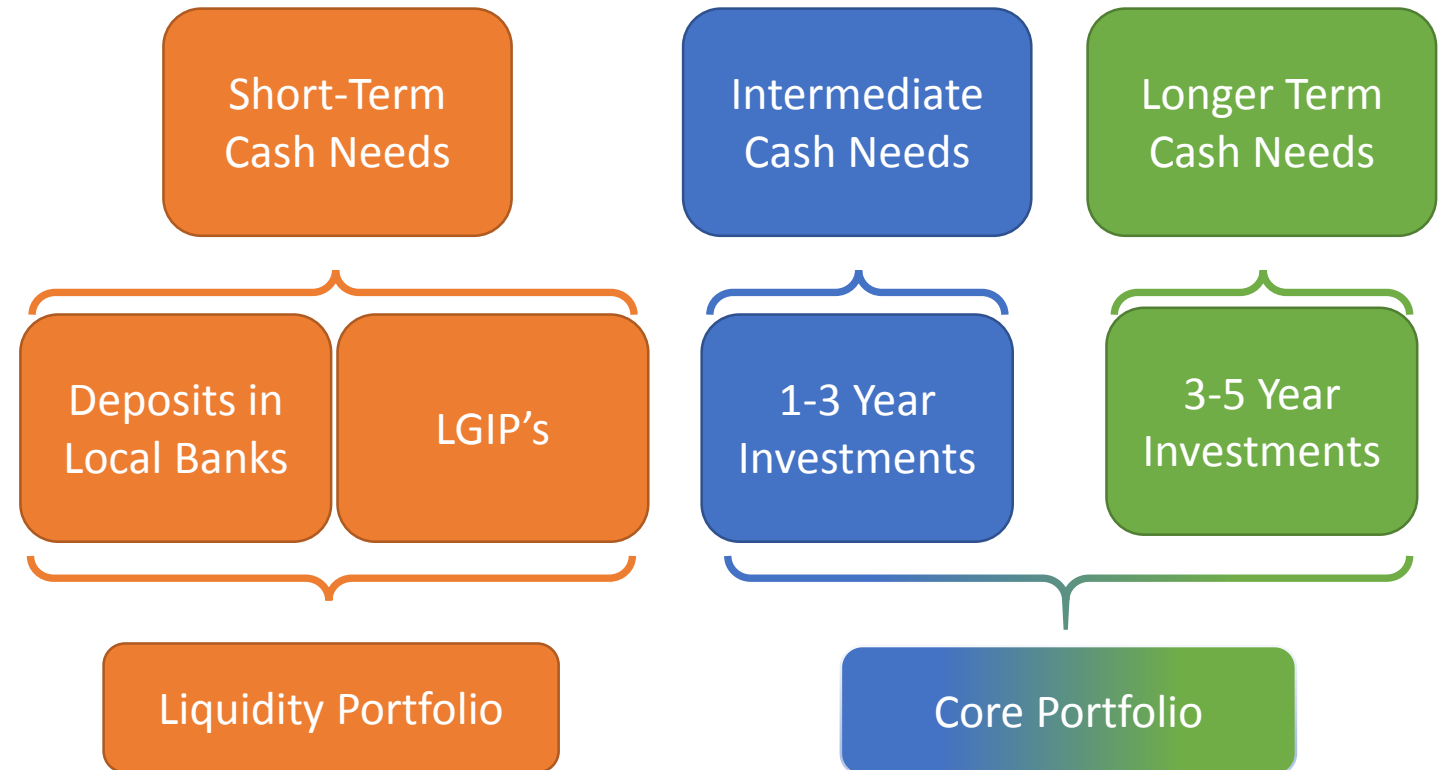 Short-Term
Cash Needs
Intermediate
Cash Needs
Longer Term
Cash Needs
Deposits in
Local Banks
LGIP’s
1-3 Year
Investments
3-5 Year
Investments
Liquidity Portfolio
Core Portfolio